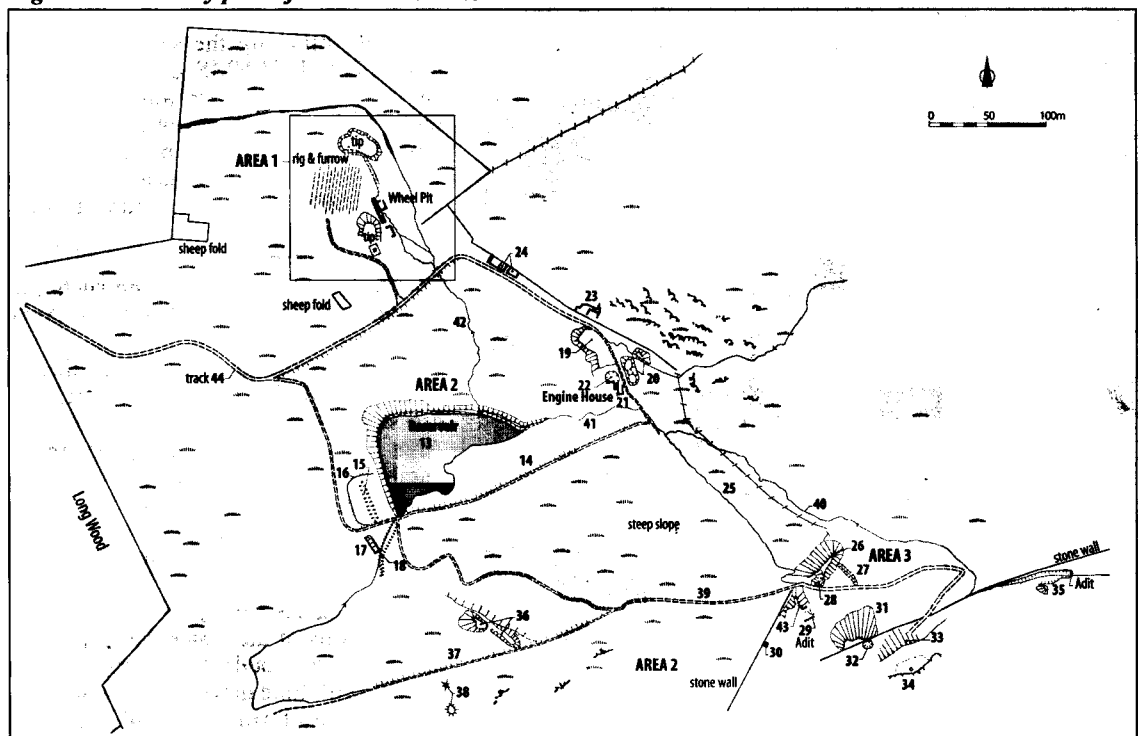 0 50 100m
tip
AREA 1
rig & furrow
Wheel Pit
tip
sheep fold
24
sheep fold
23
42
19
track 44
20
AREA 2
22
Engine House
21
Reservoir
13
41
14
15
16
25
40
Long Wood
steep slope
26
AREA 3
17
18
27
stone wall
28
Adit
35
39
31
36
43
29
Adit
33
30
32
37
AREA 2
34
stone wall
38